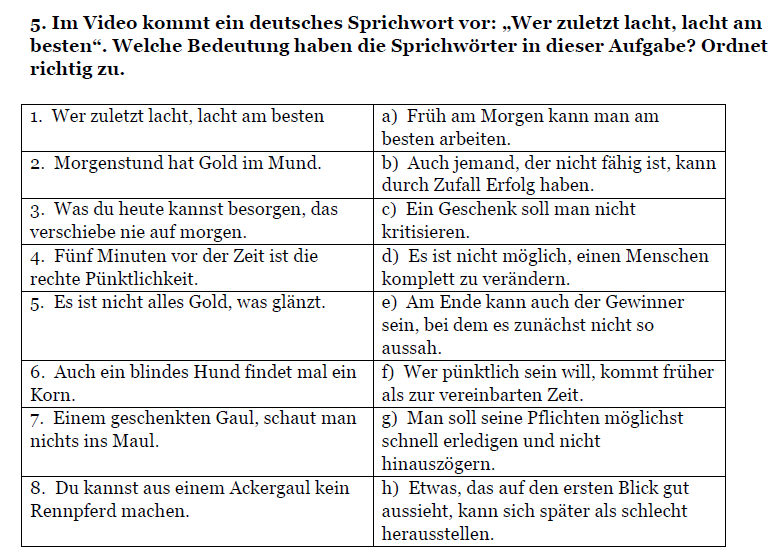 5. Im Video kommt ein deutsches Sprichwort vor: „Wer zuletzt lacht, lacht am
besten“. Welche Bedeutung haben die Sprichwörter in dieser Aufgabe? Ordnet
richtig zu.
1. Wer zuletzt lacht, lacht am besten
a) Früh am Morgen kann man am
besten arbeiten.
2. Morgenstund hat Gold im Mund.
b) Auch jemand, der nicht fähig ist, kann
durch Zufall Erfolg haben.
3. Was du heute kannst besorgen, das
verschiebe nie auf morgen.
c) Ein Geschenk soll man nicht
kritisieren.
4. Fünf Minuten vor der Zeit ist die
rechte Pünktlichkeit.
d) Es ist nicht möglich, einen Menschen
komplett zu verändern.
5. Es ist nicht alles Gold, was glänzt.
e) Am Ende kann auch der Gewinner
sein, bei dem es zunächst nicht so
aussah.
6. Auch ein blindes Hund findet mal ein
Korn.
f) Wer pünktlich sein will, kommt früher
als zur vereinbarten Zeit.
7. Einem geschenkten Gaul, schaut man
nichts ins Maul.
g) Man soll seine Pflichten möglichst
schnell erledigen und nicht
hinauszögern.
8. Du kannst aus einem Ackergaul kein
Rennpferd machen.
h) Etwas, das auf den ersten Blick gut
aussieht, kann sich später als schlecht
herausstellen.